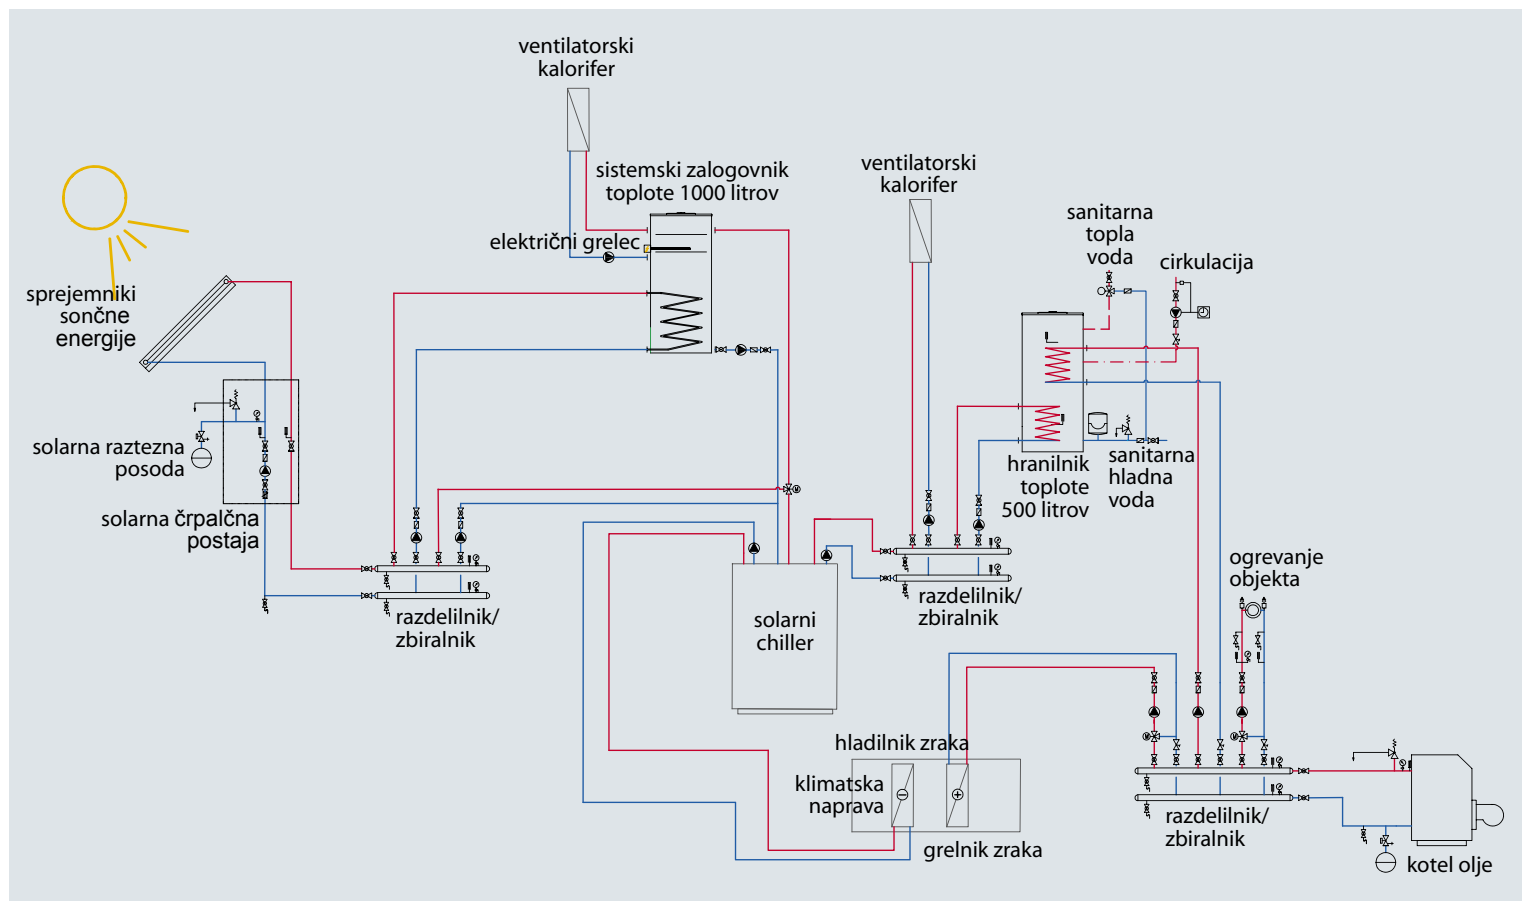 ventilatorski
kalorifer
sistemski zalogovnik
toplote 1000 litrov
ventilatorski
kalorifer
električni grelec
sanitarna
topla
voda
cirkulacija
sprejemniki
sončne
energije
solarna raztezna
posoda
solarna črpalčna
postaja
hranilnik
toplote
500 litrov
sanitarna
hladna
voda
ogrevanje
objekta
razdelilnik/
zbiralnik
solarni
chiller
razdelilnik/
zbiralnik
hladilnik zraka
klimatska
naprava
grelnik zraka
razdelilnik/
zbiralnik
kotel olje